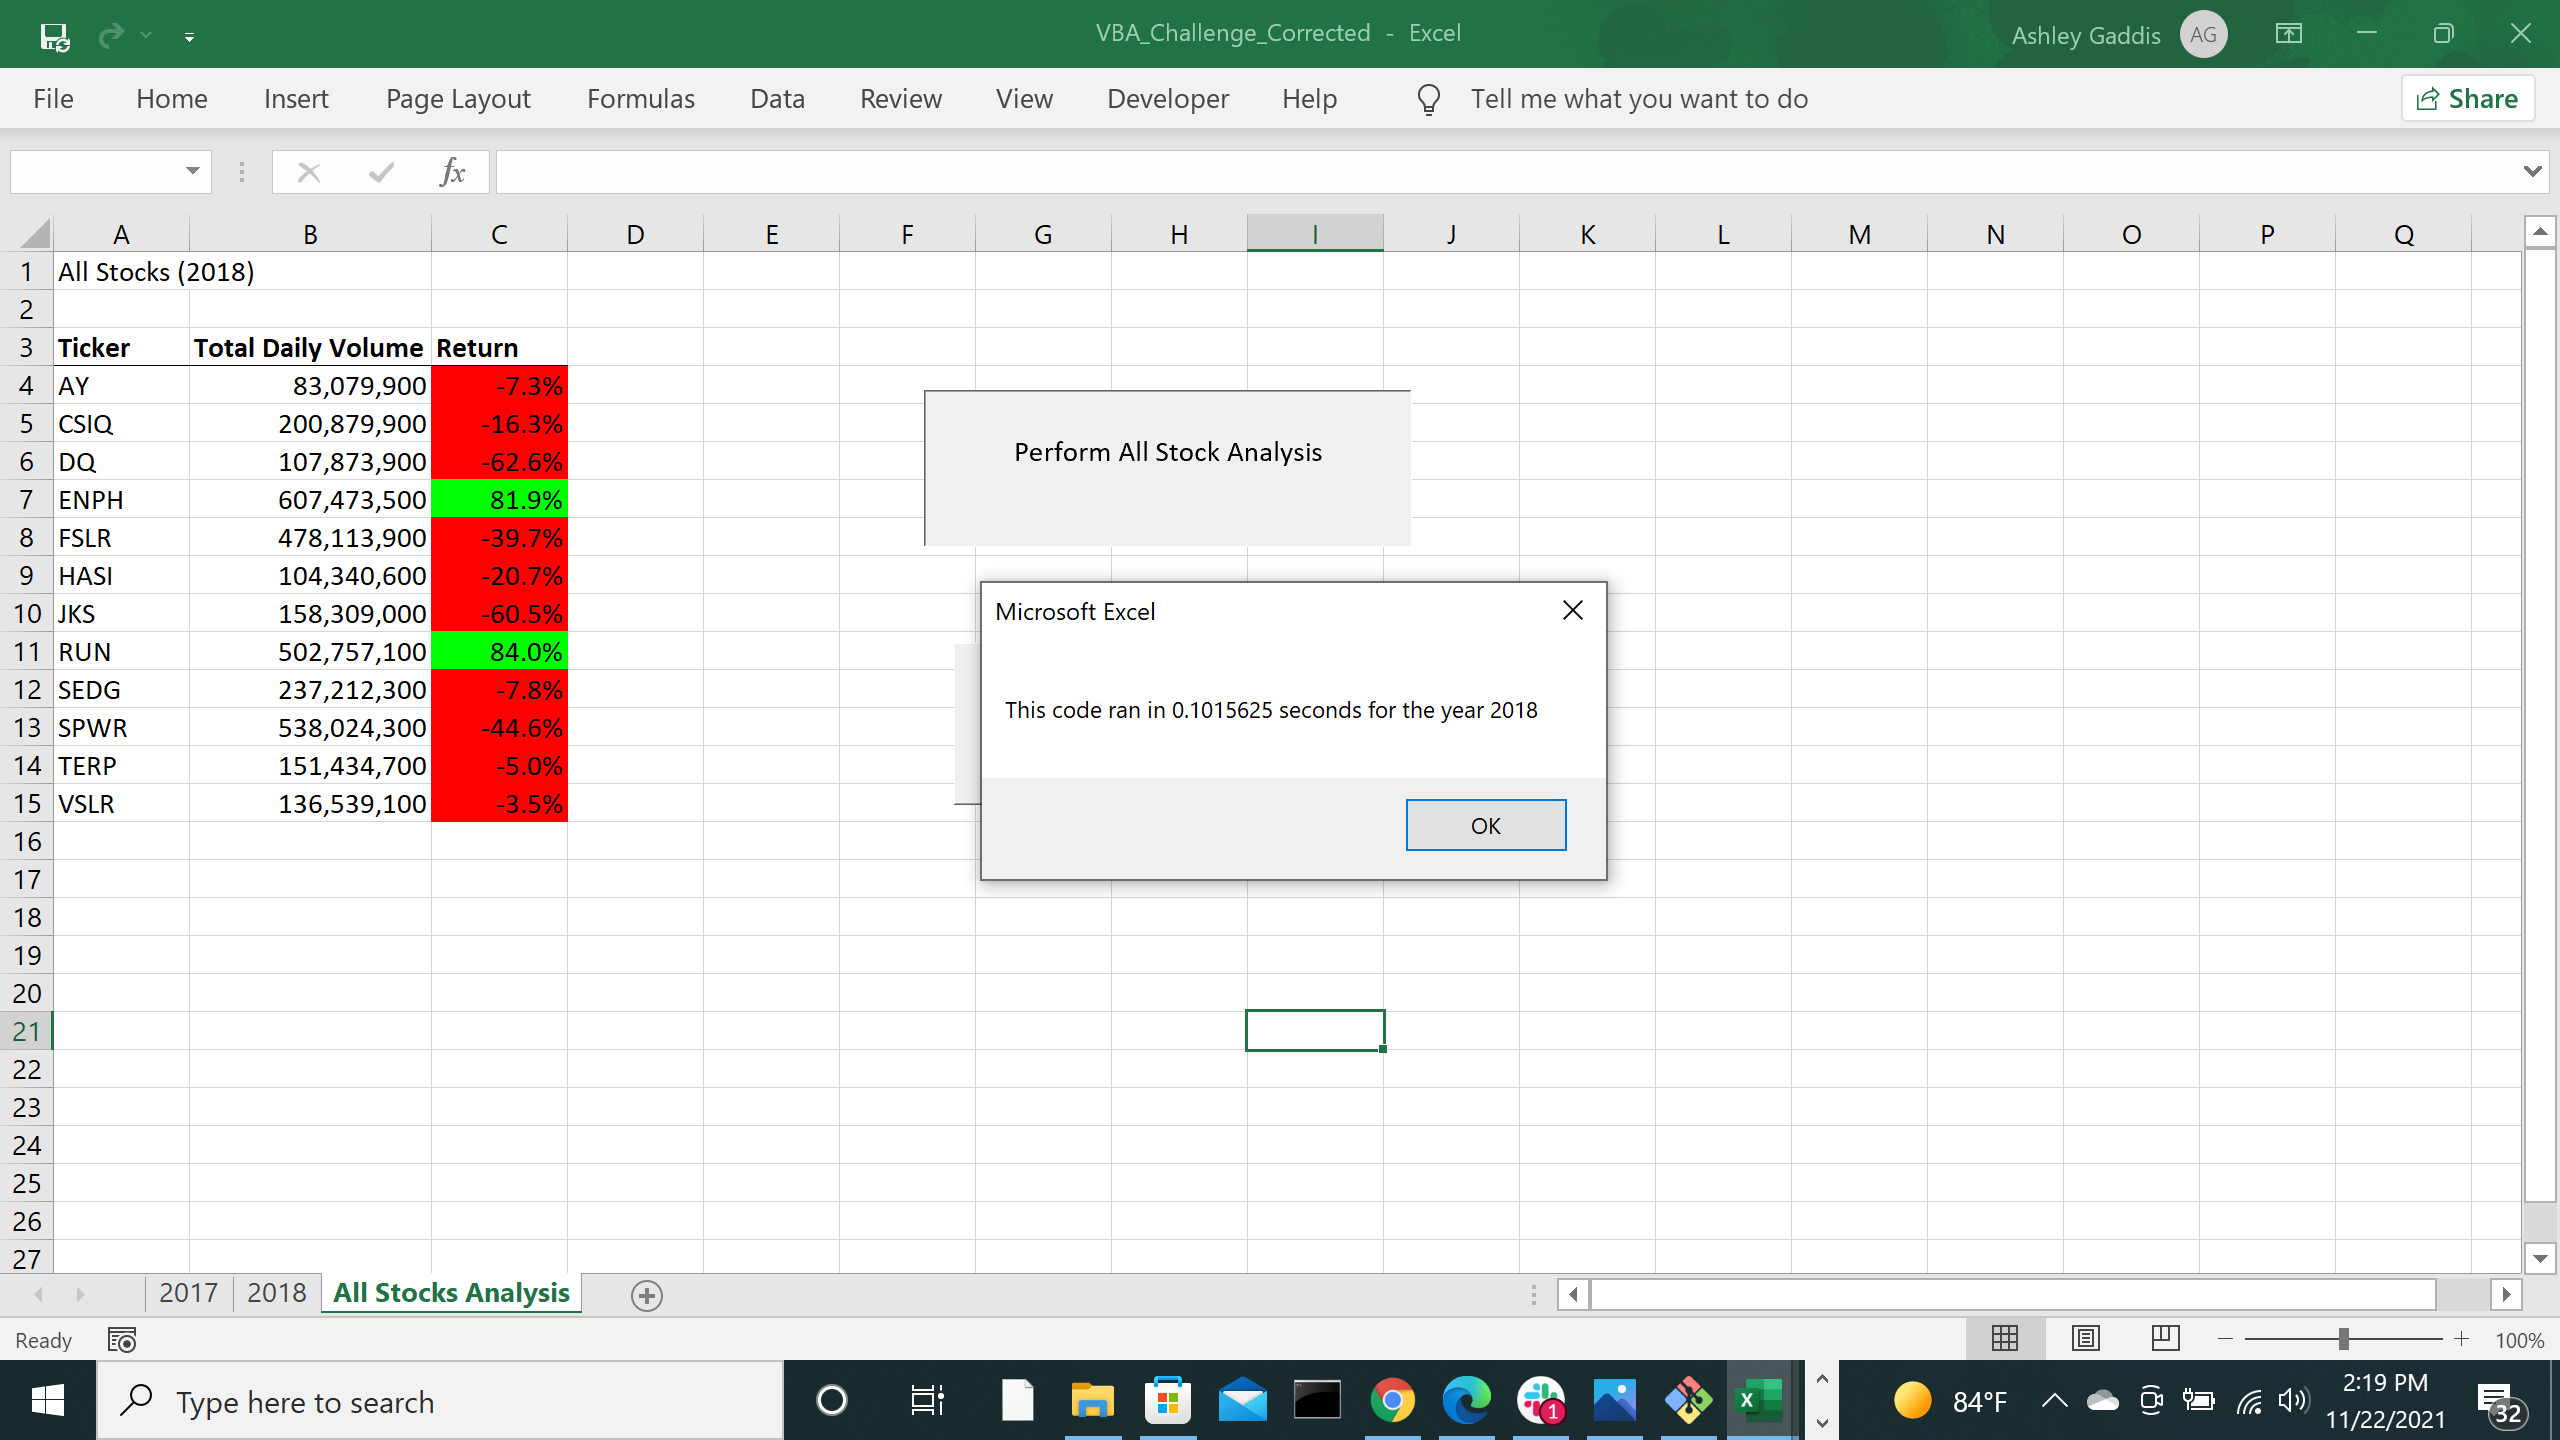 VBA_Challenge_Corrected - Excel
Ashley Gaddis AG
File Home Insert Page Layout Formulas Data Review View Developer Help Tell me what you want to do Share
fx
A B C D E F G H I J K L M N O P Q
1 All Stocks (2018)
2
3 Ticker Total Daily Volume Return
4 AY 83,079,900 -7.3%
5 CSIQ 200,879,900 -16.3%
6 DQ 107,873,900 -62.6%
7 ENPH 607,473,500 81.9%
8 FSLR 478,113,900 -39.7%
9 HASI 104,340,600 -20.7%
10 JKS 158,309,000 -60.5%
11 RUN 502,757,100 84.0%
12 SEDG 237,212,300 -7.8%
13 SPWR 538,024,300 -44.6%
14 TERP 151,434,700 -5.0%
15 VSLR 136,539,100 -3.5%
16
17
18
19
20
21
22
23
24
25
26
27
Perform All Stock Analysis
Microsoft Excel
This code ran in 0.1015625 seconds for the year 2018
OK
2017 2018 All Stocks Analysis
Ready 100%
Type here to search
X
1
84°F
2:19 PM
11/22/2021
32